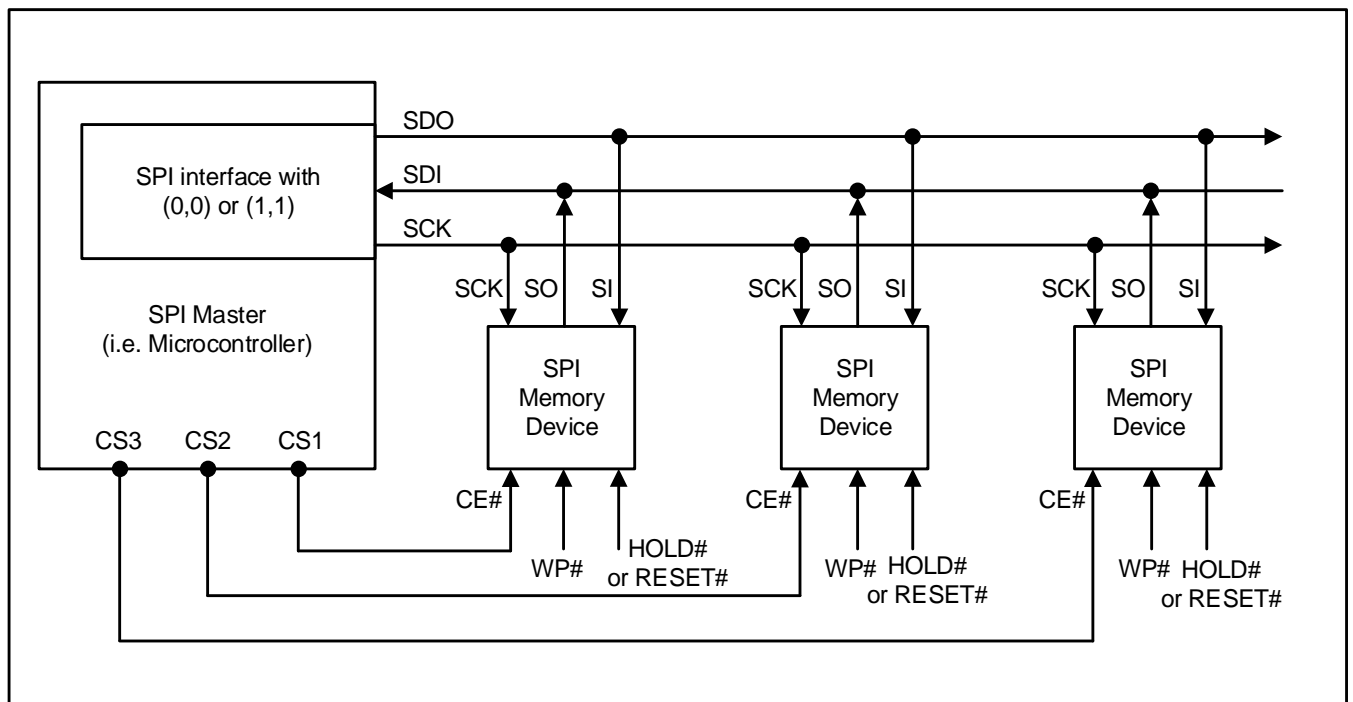 SDO
SDI
SCK
SPI interface with
(0,0) or (1,1)
SPI Master
(i.e. Microcontroller)
CS3
CS2
CS1
SCK
SO
SI
SPI
Memory
Device
CE#
WP#
HOLD#
or RESET#
SCK
SO
SI
SPI
Memory
Device
CE#
WP#
HOLD#
or RESET#
SCK
SO
SI
SPI
Memory
Device
CE#
WP#
HOLD#
or RESET#